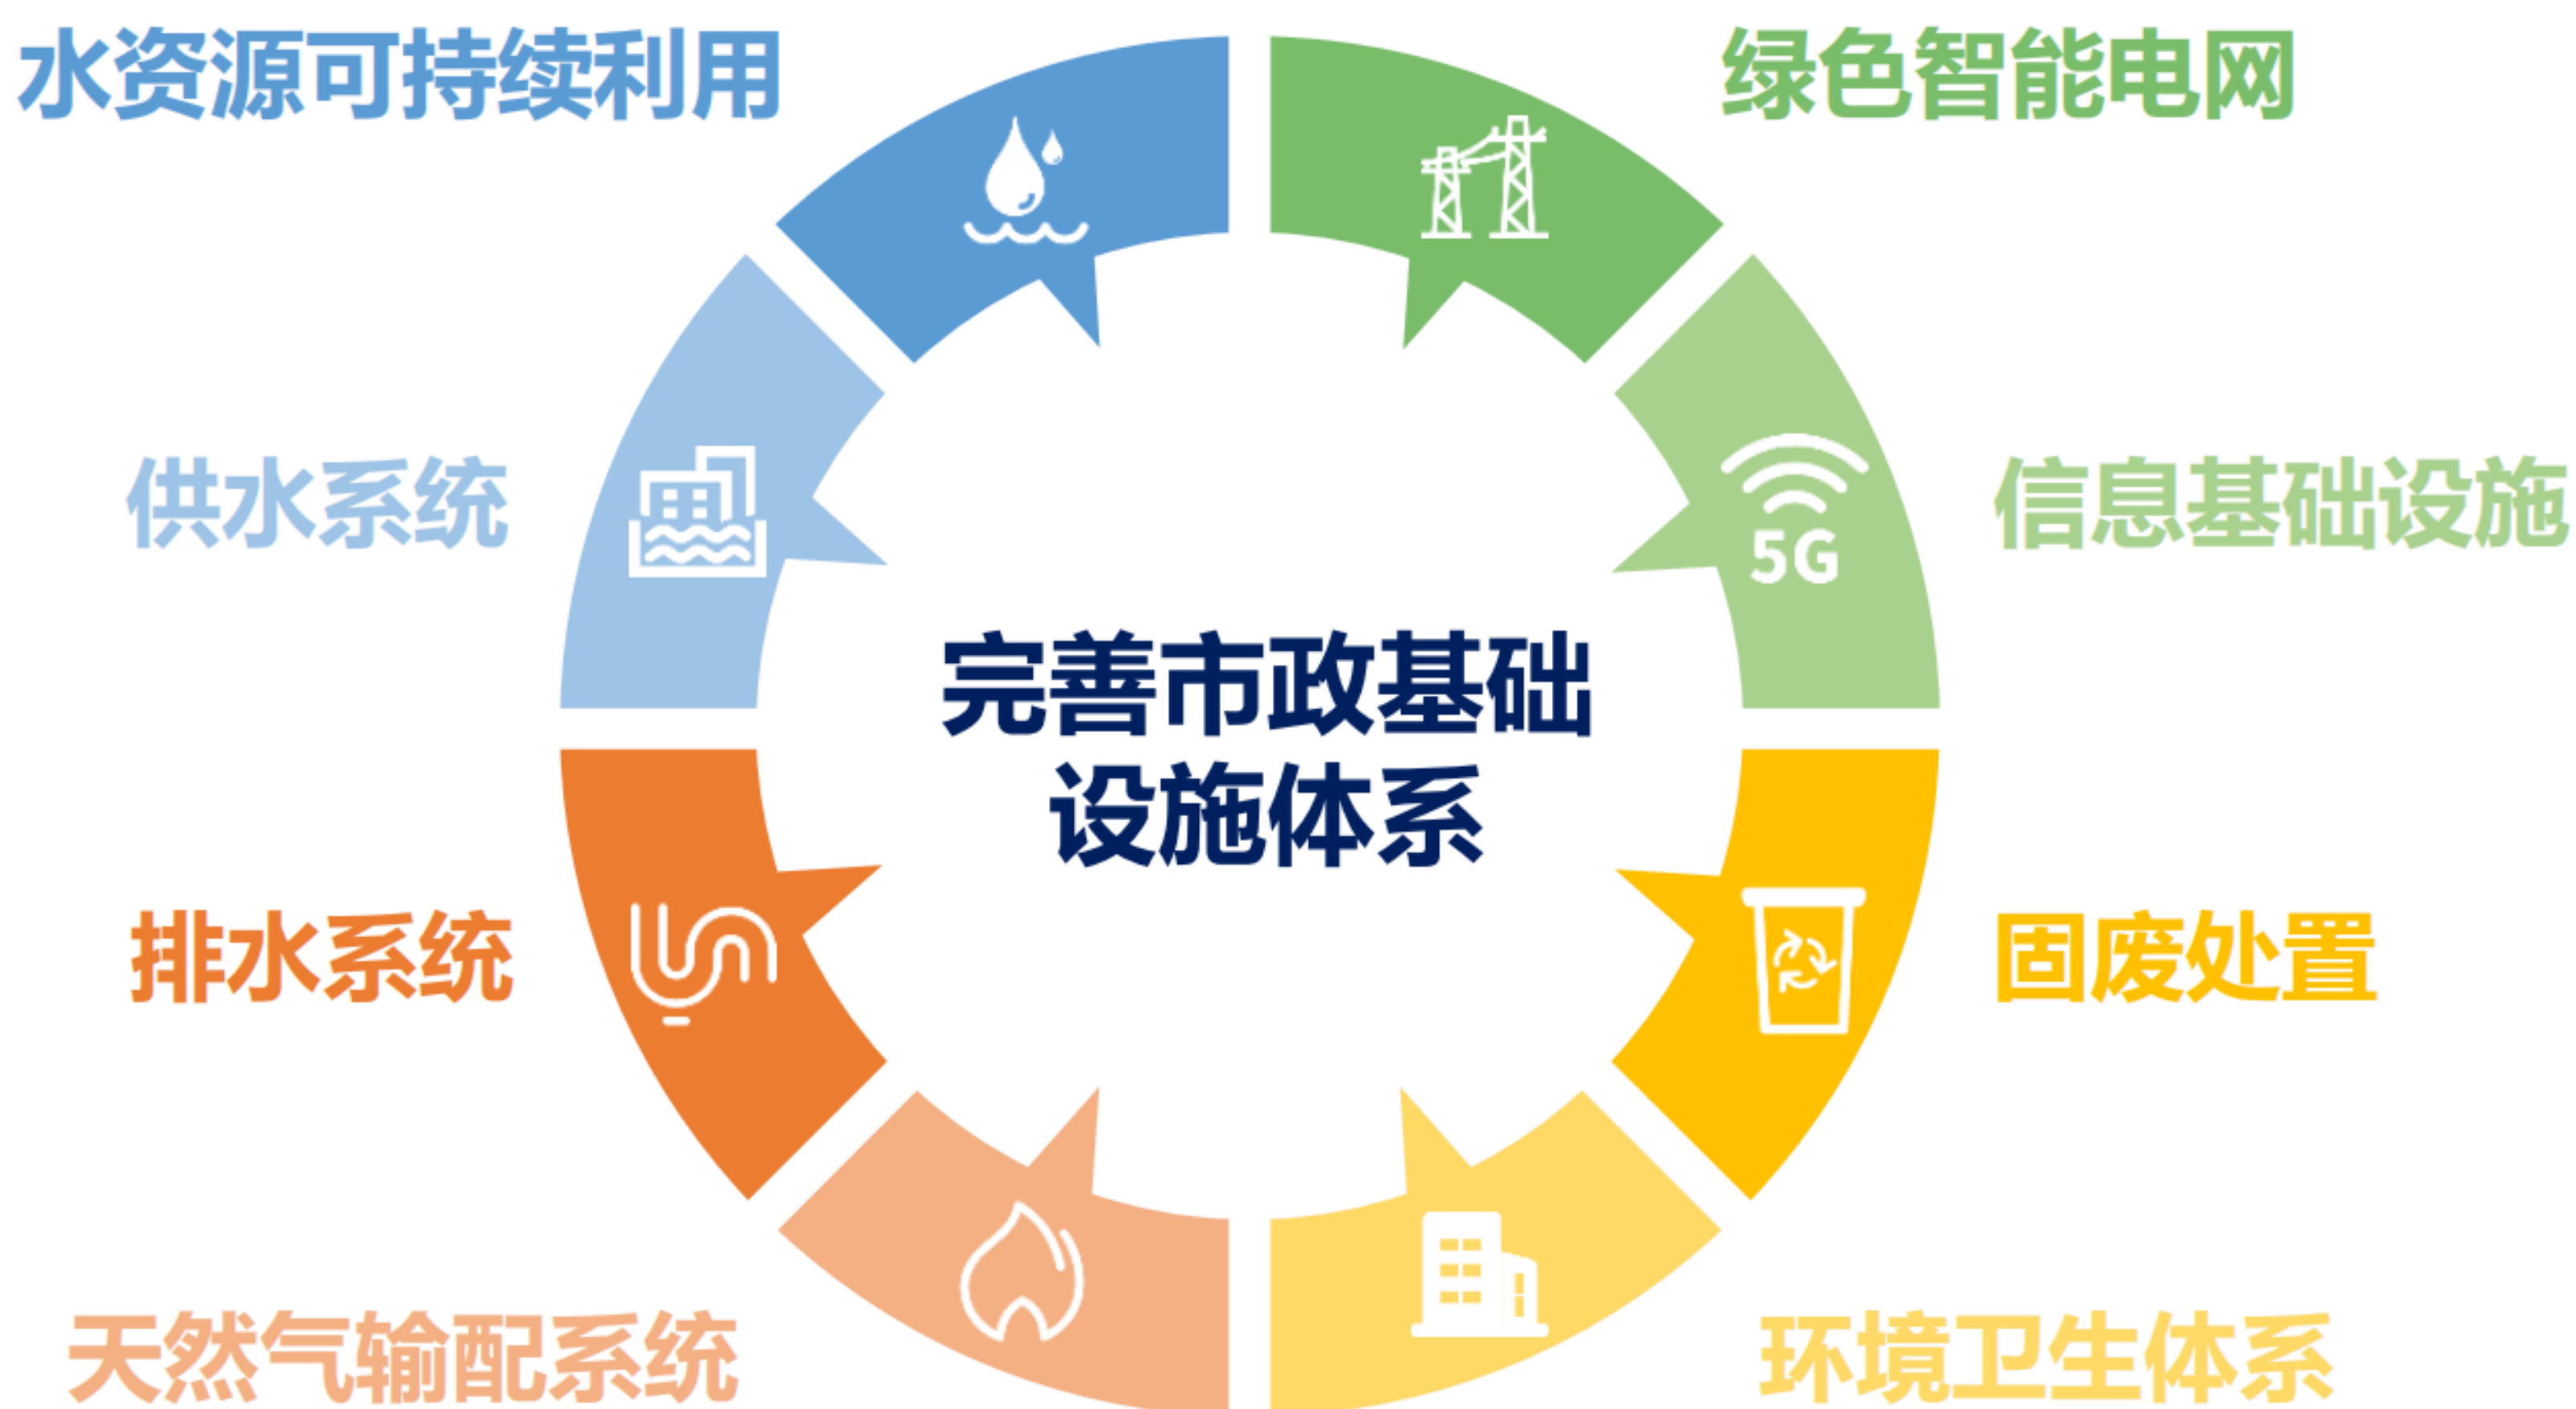 水资源可持续利用
绿色智能电网
供水系统
信息基础设施
5G
完善市政基础
设施体系
排水系统
固废处置
天然气输配系统
环境卫生体系